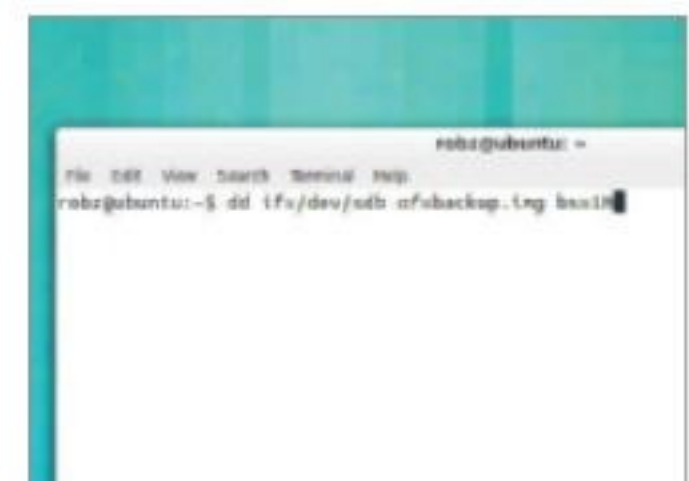 robz@ubuntu: ~
File Edit View Search Terminal Help
robz@ubuntu:~$ dd if=/dev/sdb of=backup.img bs=1M